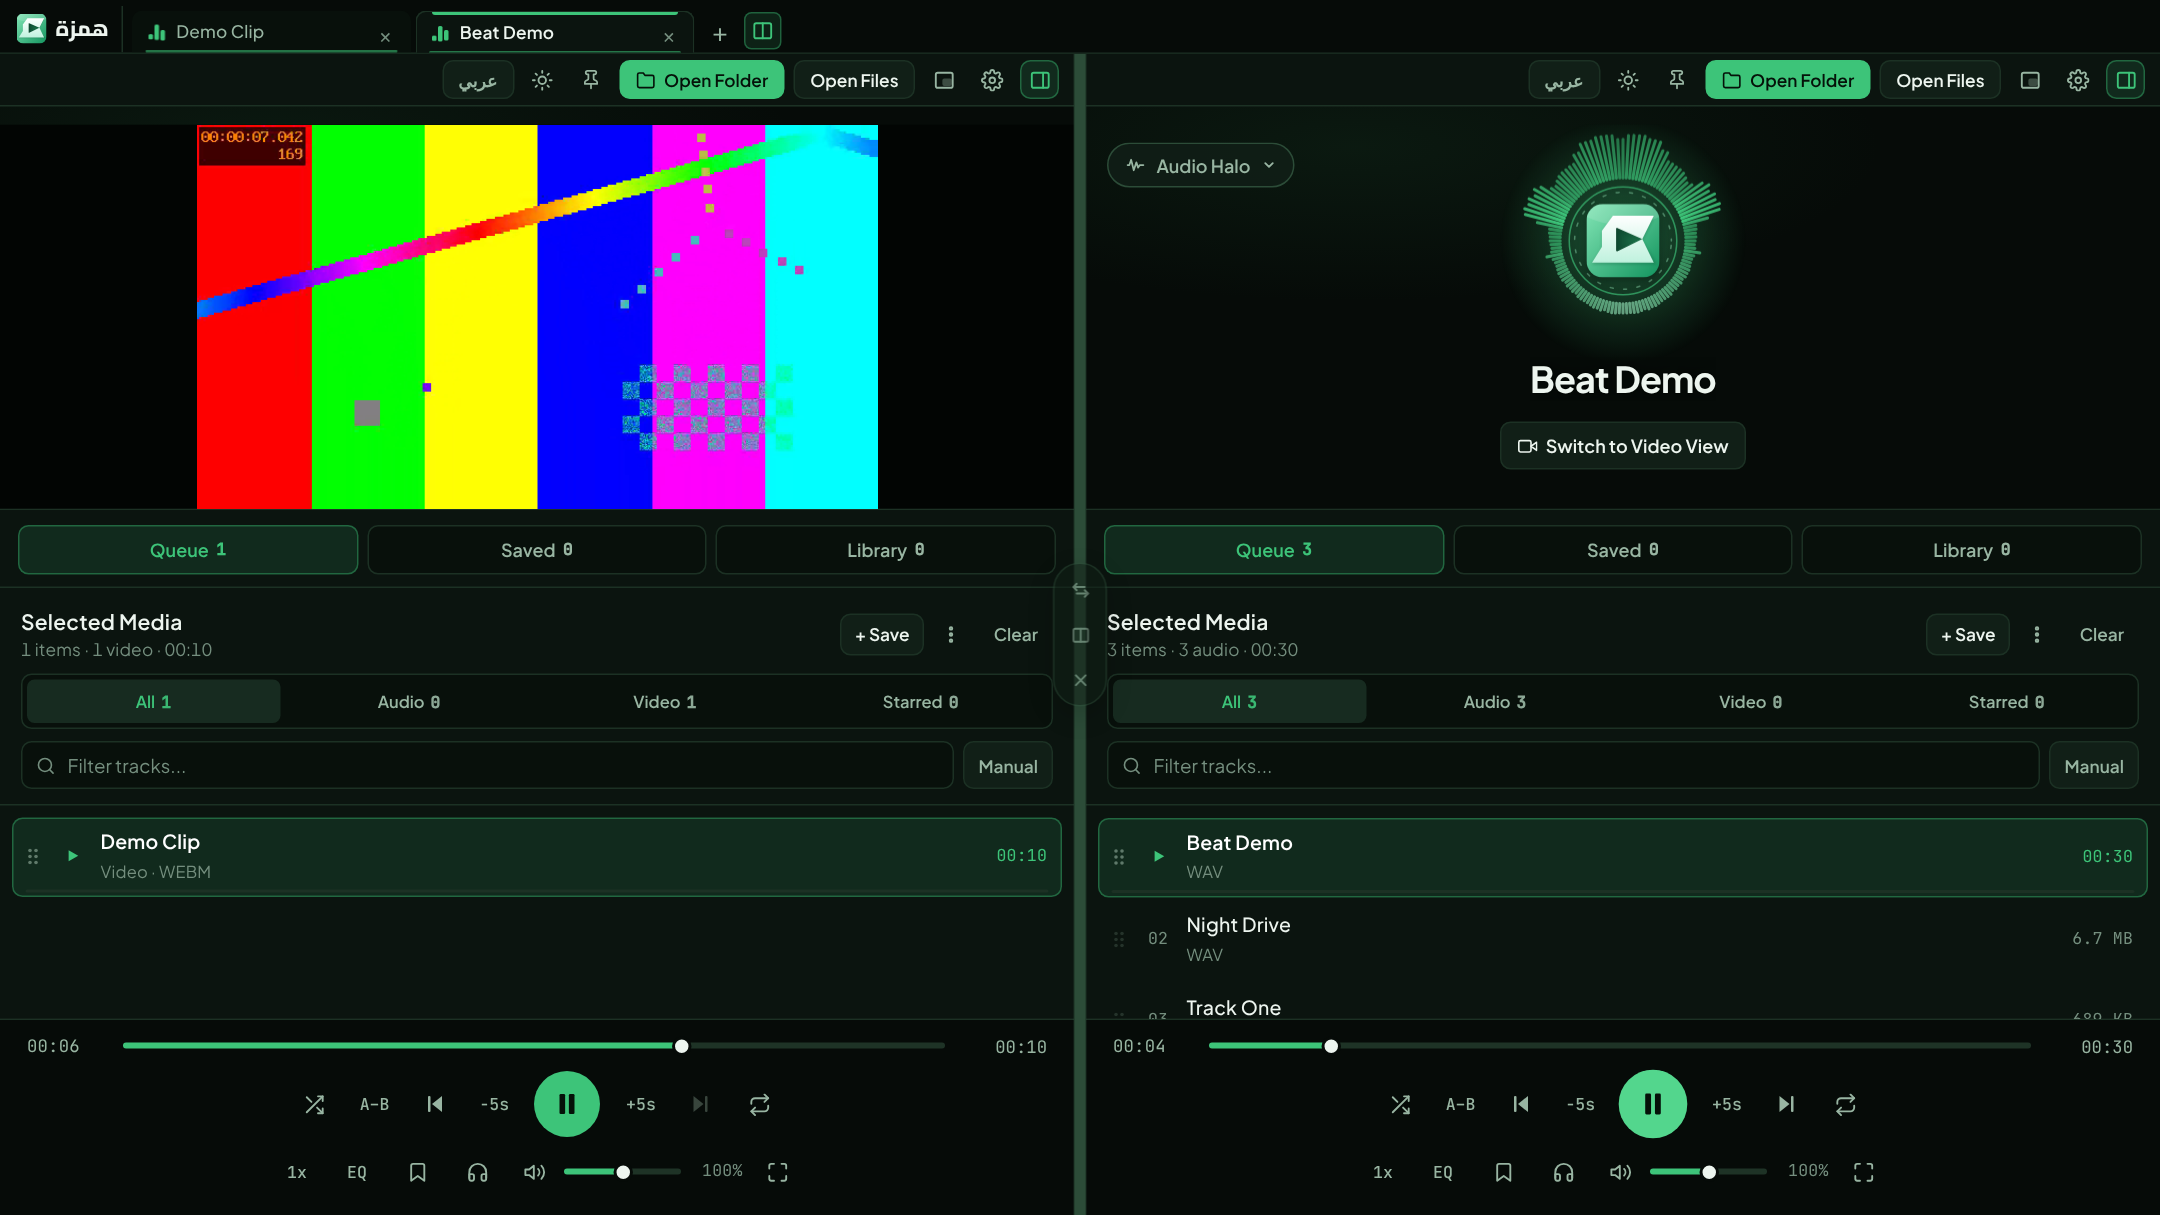 همزة
Demo Clip
Beat Demo
عربي
Open Folder
Open Files
عربي
Open Folder
Open Files
00:00:07.042
169
Audio Halo
Beat Demo
Switch to Video View
Queue 1
Saved 0
Library 0
Queue 3
Saved 0
Library 0
Selected Media
1 items · 1 video · 00:10
+ Save
Clear
Selected Media
3 items · 3 audio · 00:30
+ Save
Clear
All 1
Audio 0
Video 1
Starred 0
All 3
Audio 3
Video 0
Starred 0
Filter tracks...
Manual
Filter tracks...
Manual
Demo Clip
Video · WEBM
00:10
Beat Demo
WAV
00:30
02
Night Drive
WAV
6.7 MB
03
Track One
689 KB
00:06
00:10
00:04
00:30
A-B
-5s
+5s
A-B
-5s
+5s
1x
EQ
100%
1x
EQ
100%